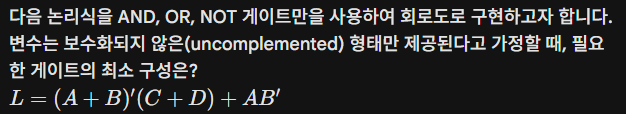 다음 논리식을 AND, OR, NOT 게이트만을 사용하여 회로도로 구현하고자 합니다.
변수는 보수화되지 않은(uncomplemented) 형태만 제공된다고 가정할 때, 필요
한 게이트의 최소 구성은?
L = (A + B)′(C + D) + AB′